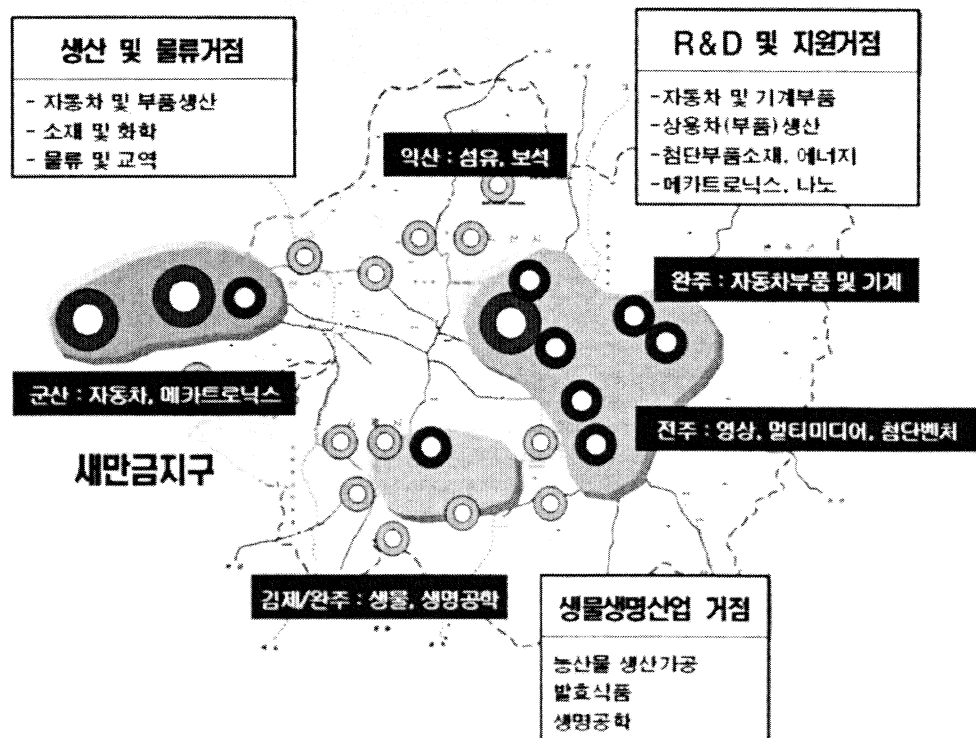 생산 및 물류거점
- 자동차 및 부품생산
- 소재 및 화학
- 물류 및 교역
R&D 및 지원거점
-자동차 및 기계부품
-상용차(부품)생산
-첨단부품소재, 에너지
-메카트로닉스, 나노
익산 : 섬유, 보석
완주 : 자동차부품 및 기계
군산 : 자동차, 메카트로닉스
전주 : 영상, 멀티미디어, 첨단벤처
새만금지구
김제/완주 : 생물, 생명공학
생물생명산업 거점
농산물 생산가공
발효식품
생명공학